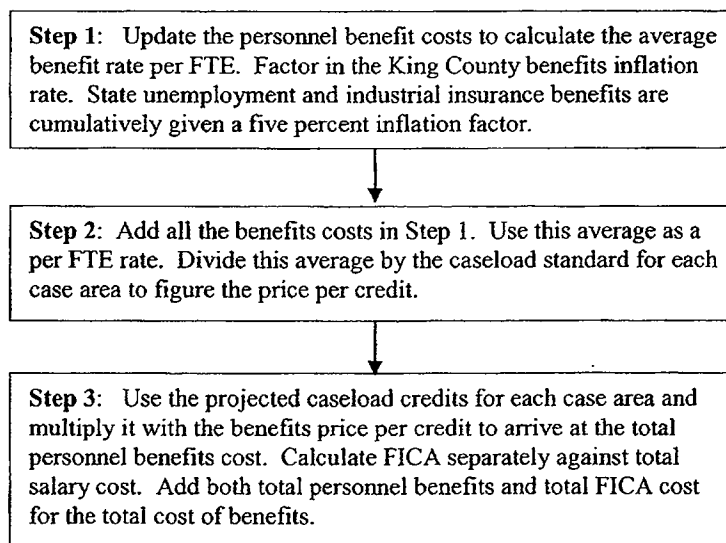 Step 1: Update the personnel benefit costs to calculate the average
benefit rate per FTE. Factor in the King County benefits inflation
rate. State unemployment and industrial insurance benefits are
cumulatively given a five percent inflation factor.
Step 2: Add all the benefits costs in Step 1. Use this average as a
per FTE rate. Divide this average by the caseload standard for each
case area to figure the price per credit.
Step 3: Use the projected caseload credits for each case area and
multiply it with the benefits price per credit to arrive at the total
personnel benefits cost. Calculate FICA separately against total
salary cost. Add both total personnel benefits and total FICA cost
for the total cost of benefits.